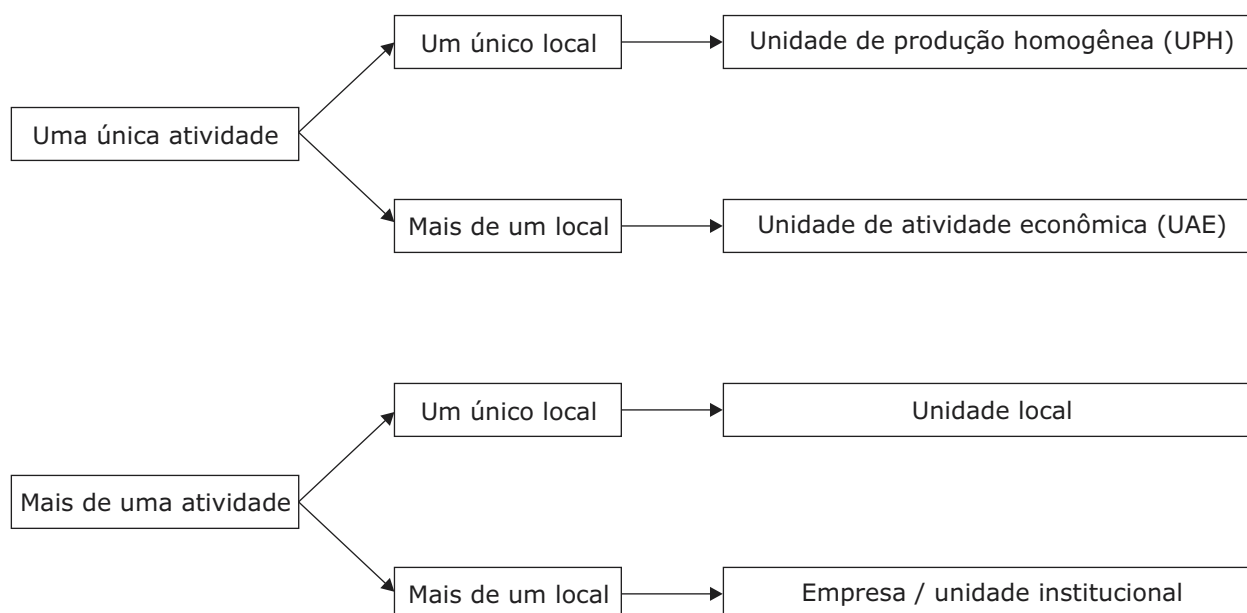 Um único local
Unidade de produção homogênea (UPH)
Uma única atividade
Mais de um local
Unidade de atividade econômica (UAE)
Um único local
Unidade local
Mais de uma atividade
Mais de um local
Empresa / unidade institucional